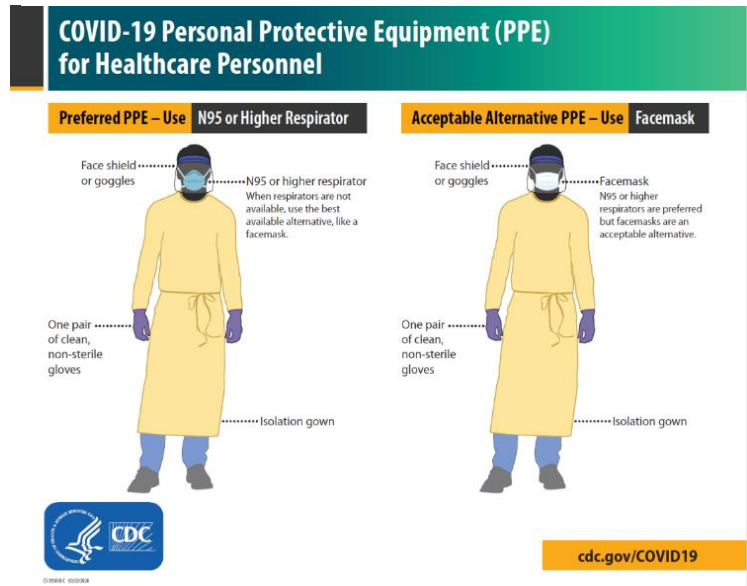 COVID-19 Personal Protective Equipment (PPE)
for Healthcare Personnel
Preferred PPE – Use N95 or Higher Respirator
Face shield
or goggles
N95 or higher respirator
When respirators are not
available, use the best
available alternative, like a
facemask.
One pair
of clean,
non-sterile
gloves
Isolation gown
Acceptable Alternative PPE – Use Facemask
Face shield
or goggles
Facemask
N95 or higher
respirators are preferred
but facemasks are an
acceptable alternative.
One pair
of clean,
non-sterile
gloves
Isolation gown
CDC
cdc.gov/COVID19